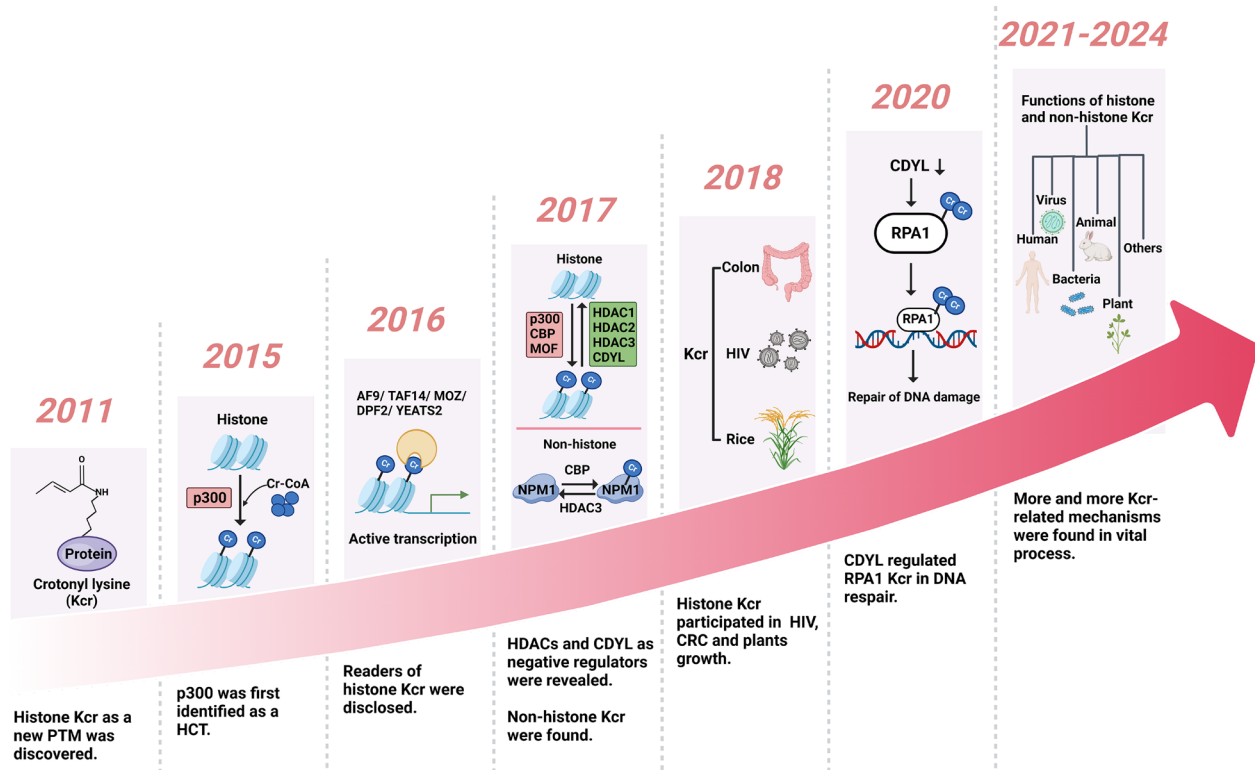 2011
O
NH
Protein
Crotonyl lysine
(Kcr)
Histone Kcr as a
new PTM was
discovered.
2015
Histone
p300
Cr-CoA
Cr
Cr
p300 was first
identified as a
HCT.
2016
AF9/ TAF14/ MOZ/
DPF2/ YEATS2
Cr
Cr
Active transcription
Readers of
histone Kcr were
disclosed.
2017
Histone
p300
CBP
MOF
HDAC1
HDAC2
HDAC3
CDYL
Cr
Cr
Non-histone
CBP
Cr
NPM1
NPM1
HDAC3
HDACs and CDYL as
negative regulators
were revealed.
Non-histone Kcr
were found.
2018
Colon
Kcr
HIV
Rice
Histone Kcr
participated in HIV,
CRC and plants
growth.
2020
CDYL
Cr
Cr
RPA1
Cr
Cr
RPA1
Repair of DNA damage
CDYL regulated
RPA1 Kcr in DNA
respair.
2021-2024
Functions of histone
and non-histone Kcr
Virus
Animal
Human
Others
Bacteria
Plant
More and more Kcr-
related mechanisms
were found in vital
process.